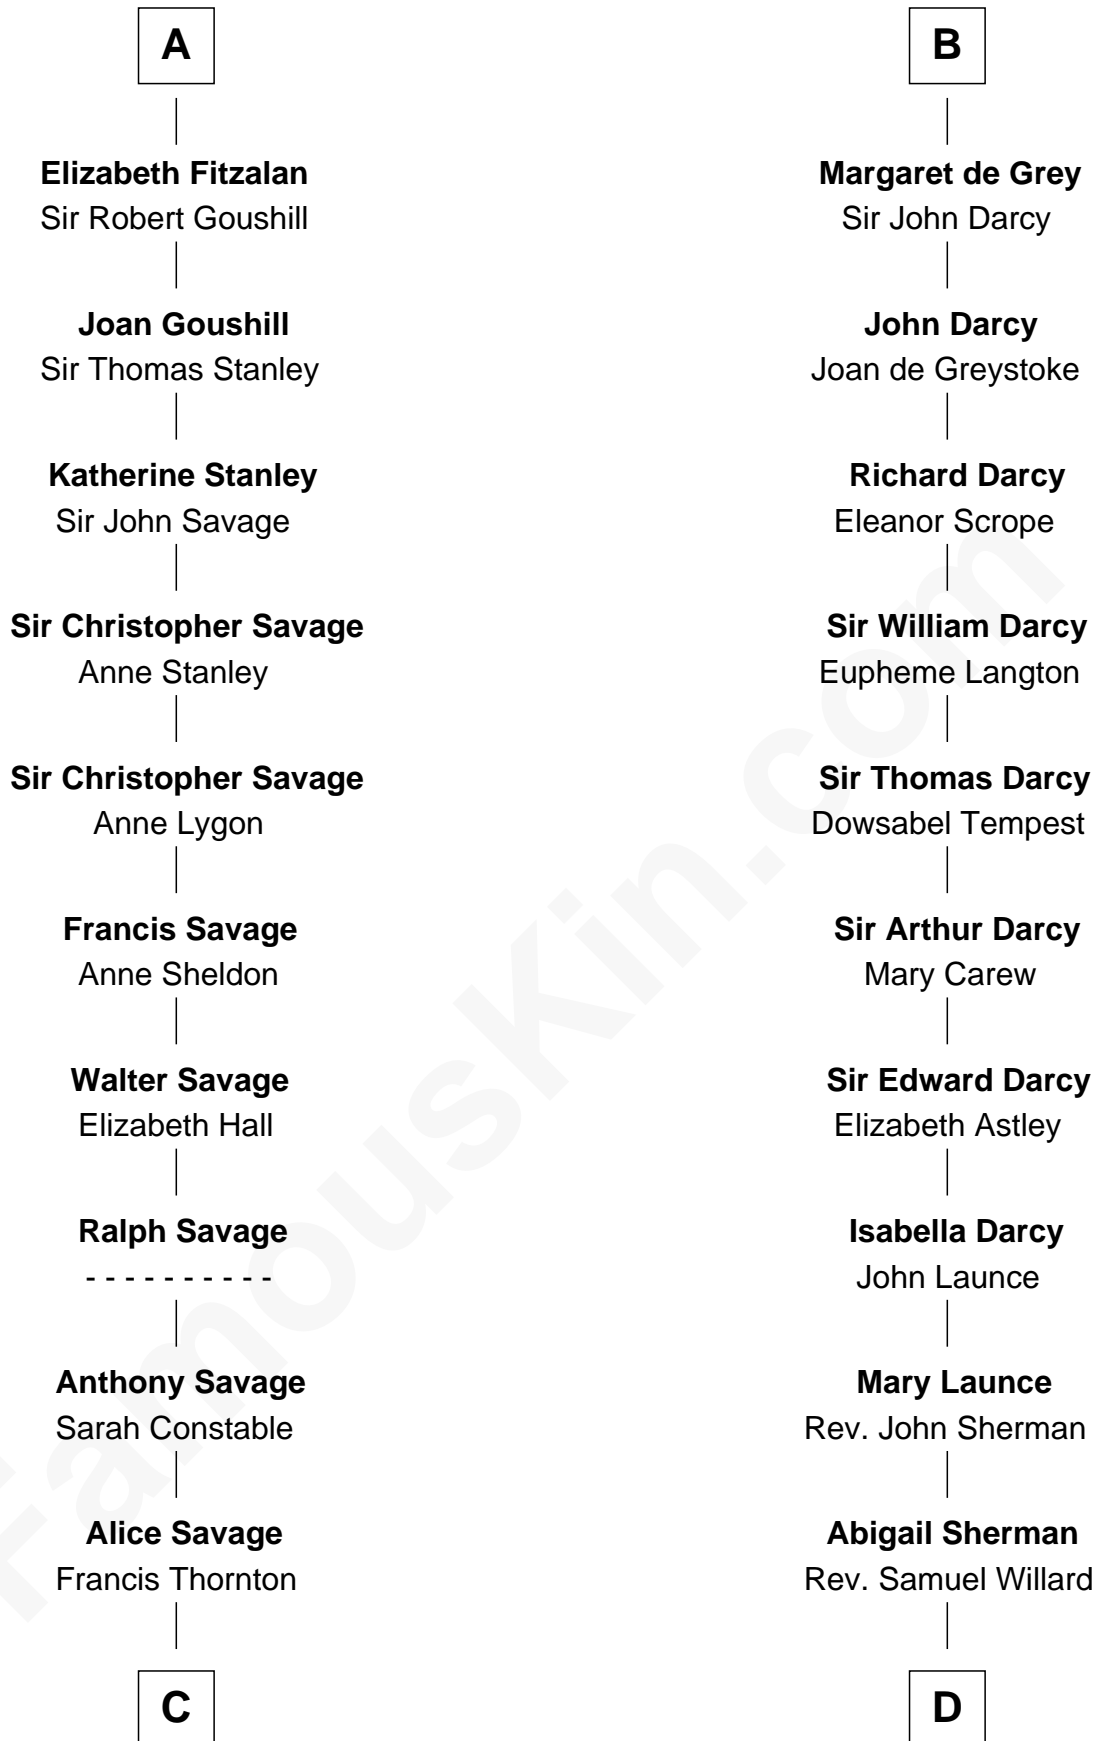 A
Elizabeth Fitzalan
Sir Robert Goushill
Joan Goushill
Sir Thomas Stanley
Katherine Stanley
Sir John Savage
Sir Christopher Savage
Anne Stanley
Sir Christopher Savage
Anne Lygon
Francis Savage
Anne Sheldon
Walter Savage
Elizabeth Hall
Ralph Savage
- - - - - - - - - -
Anthony Savage
Sarah Constable
Alice Savage
Francis Thornton
C
B
Margaret de Grey
Sir John Darcy
John Darcy
Joan de Greystoke
Richard Darcy
Eleanor Scrope
Sir William Darcy
Eupheme Langton
Sir Thomas Darcy
Dowsabel Tempest
Sir Arthur Darcy
Mary Carew
Sir Edward Darcy
Elizabeth Astley
Isabella Darcy
John Launce
Mary Launce
Rev. John Sherman
Abigail Sherman
Rev. Samuel Willard
D
FamousKin.com